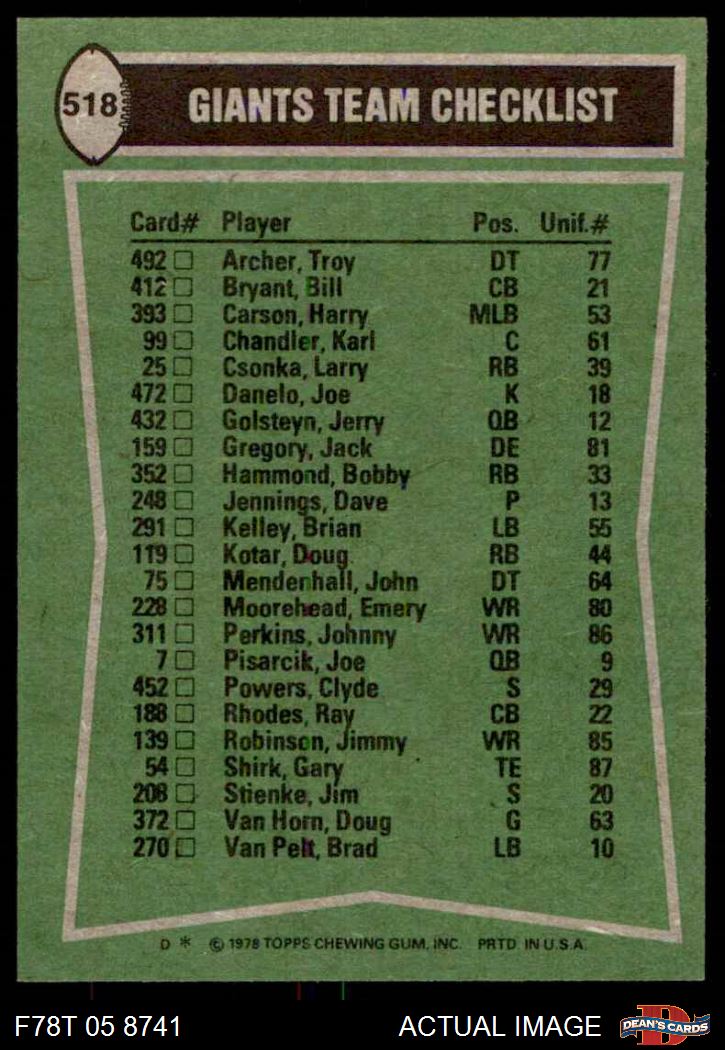 518 GIANTS TEAM CHECKLIST
Card# Player Pos. Unif.#
492 Archer, Troy DT 77
412 Bryant, Bill CB 21
393 Carson, Harry MLB 53
99 Chandler, Karl C 61
25 Csonka, Larry RB 39
472 Danelo, Joe K 18
432 Golsteyn, Jerry QB 12
159 Gregory, Jack DE 81
352 Hammond, Bobby RB 33
248 Jennings, Dave P 13
291 Kelley, Brian LB 55
119 Kotar, Doug RB 44
75 Mendenhall, John DT 64
228 Moorehead, Emery WR 80
311 Perkins, Johnny WR 86
7 Pisarcik, Joe QB 9
452 Powers, Clyde S 29
188 Rhodes, Ray CB 22
139 Robinson, Jimmy WR 85
54 Shirk, Gary TE 87
208 Stienke, Jim S 20
372 Van Horn, Doug G 63
270 Van Pelt, Brad LB 10
D * © 1978 TOPPS CHEWING GUM, INC. PRTD IN U.S.A.
F78T 05 8741 ACTUAL IMAGE D DEAN'S CARDS